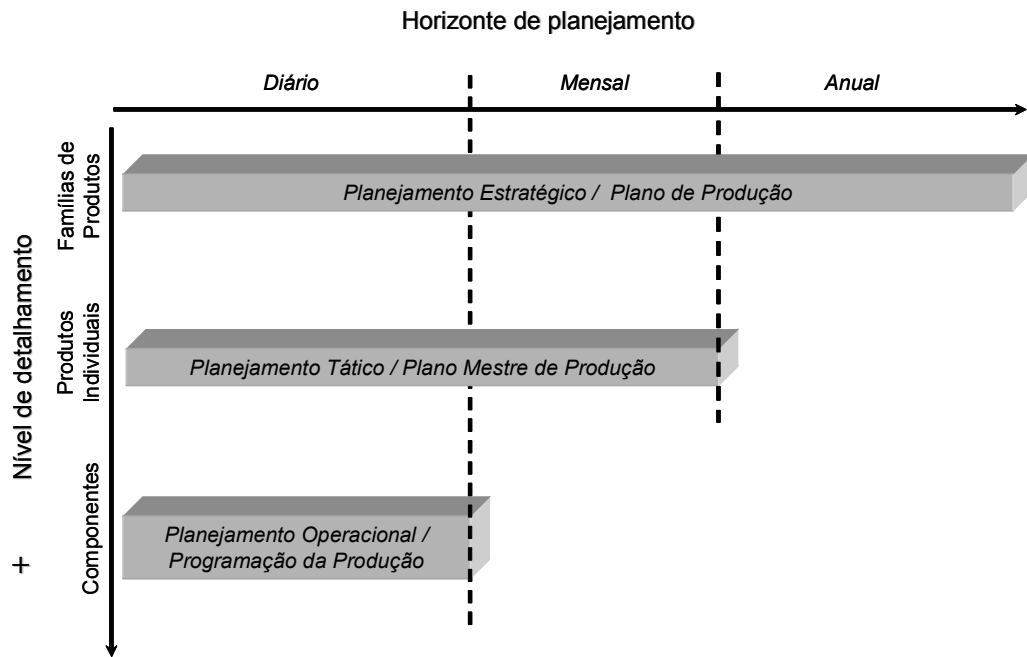 Horizonte de planejamento
Diário
Mensal
Anual
Famílias de
Produtos
Planejamento Estratégico / Plano de Produção
Nível de detalhamento
Produtos
Individuais
Planejamento Tático / Plano Mestre de Produção
Componentes
Planejamento Operacional /
Programação da Produção
+